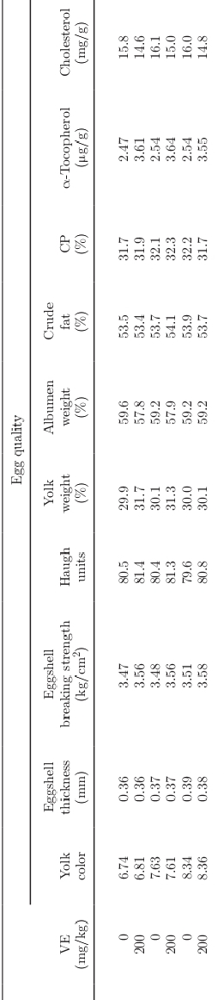 Egg quality
VE (mg/kg) Yolk color Eggshell thickness (mm) Eggshell breaking strength (kg/cm²) Haugh units Yolk weight (%) Albumen weight (%) Crude fat (%) CP (%) α-Tocopherol (μg/g) Cholesterol (mg/g)
0 6.74 0.36 3.47 80.5 29.9 59.6 53.5 31.7 2.47 15.8
200 6.81 0.36 3.56 81.4 31.7 57.8 53.4 31.9 3.61 14.6
0 7.63 0.37 3.48 80.4 30.1 59.2 53.7 32.1 2.54 16.1
200 7.61 0.37 3.56 81.3 31.3 57.9 54.1 32.3 3.64 15.0
0 8.34 0.39 3.51 79.6 30.0 59.2 53.9 32.2 2.54 16.0
200 8.36 0.38 3.58 80.8 30.1 59.2 53.7 31.7 3.55 14.8